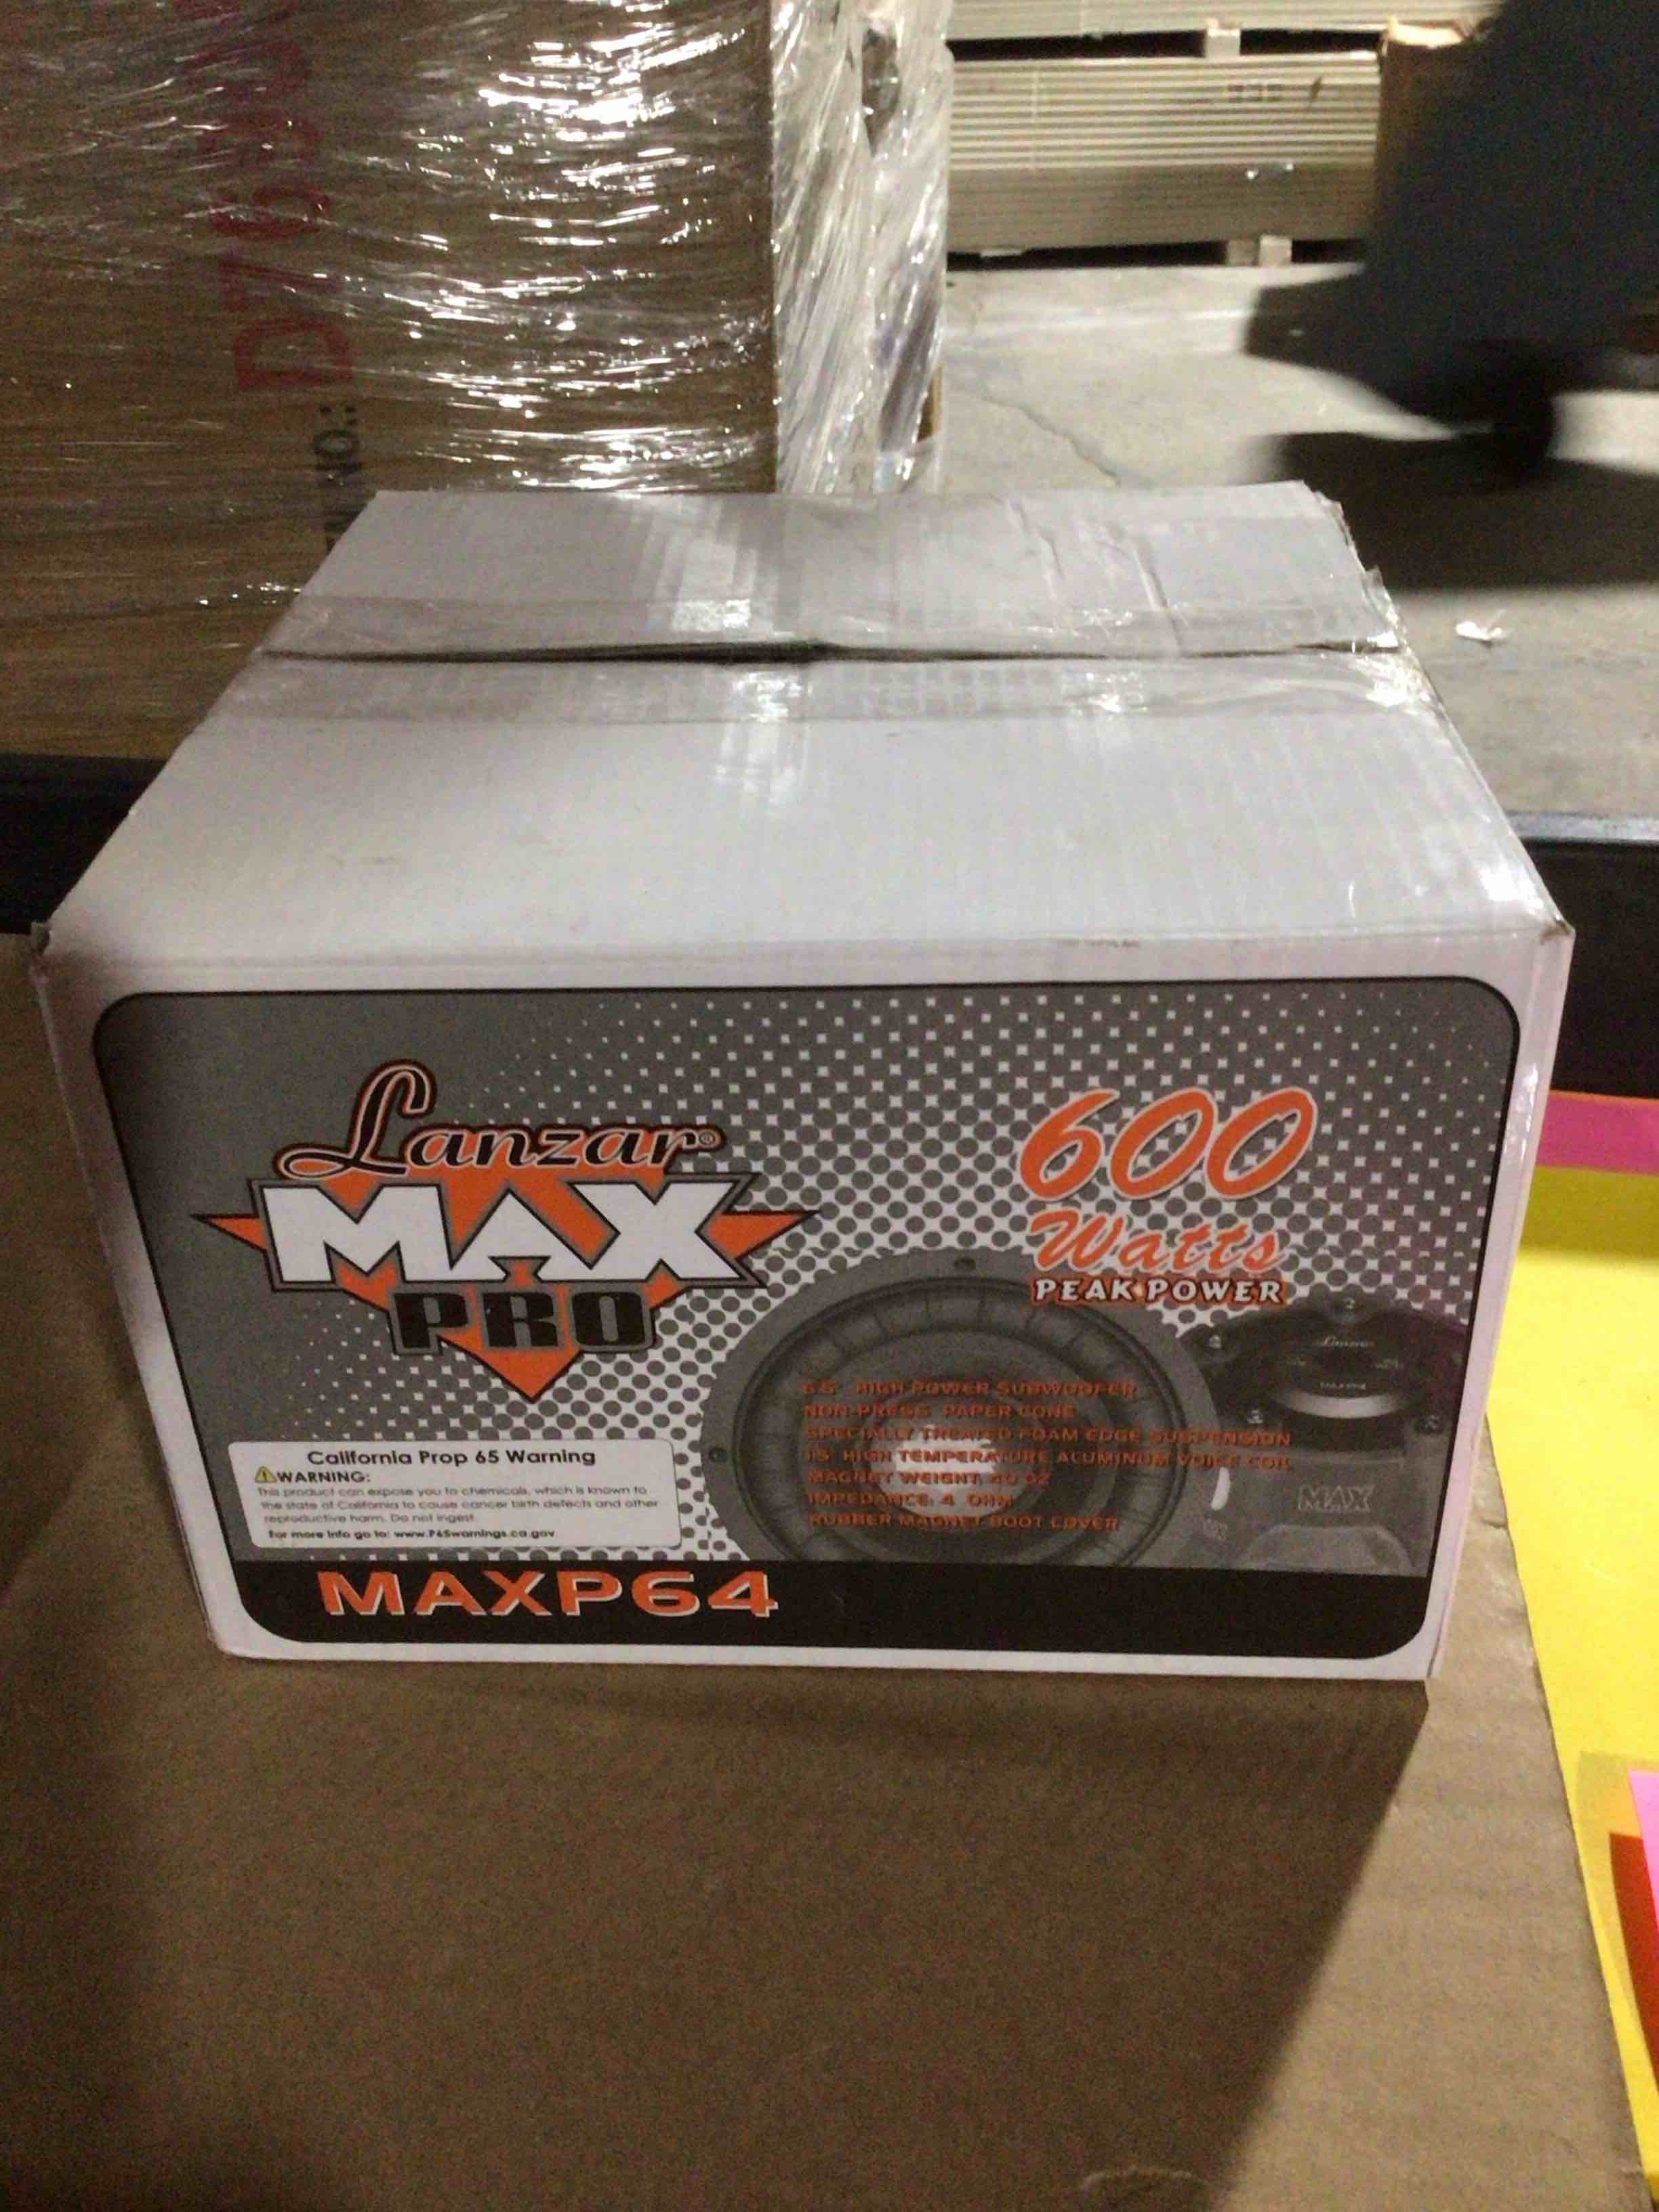 NO.:
Lanzar®
MAX
PRO
600
Watts
PEAK POWER
6.5" HIGH POWER SUBWOOFER
NON-PRESS PAPER CONE
SPECIALLY TREATED FOAM EDGE SUSPENSION
1.5" HIGH TEMPERATURE ALUMINUM VOICE COIL
MAGNET WEIGHT: 40 OZ
IMPEDANCE: 4 OHM
RUBBER MAGNET BOOT COVER
Lanzar
MAX
California Prop 65 Warning
WARNING:
This product can expose you to chemicals, which is known to
the state of California to cause cancer birth defects and other
reproductive harm. Do not ingest.
For more info go to: www.P65warnings.ca.gov
MAXP64